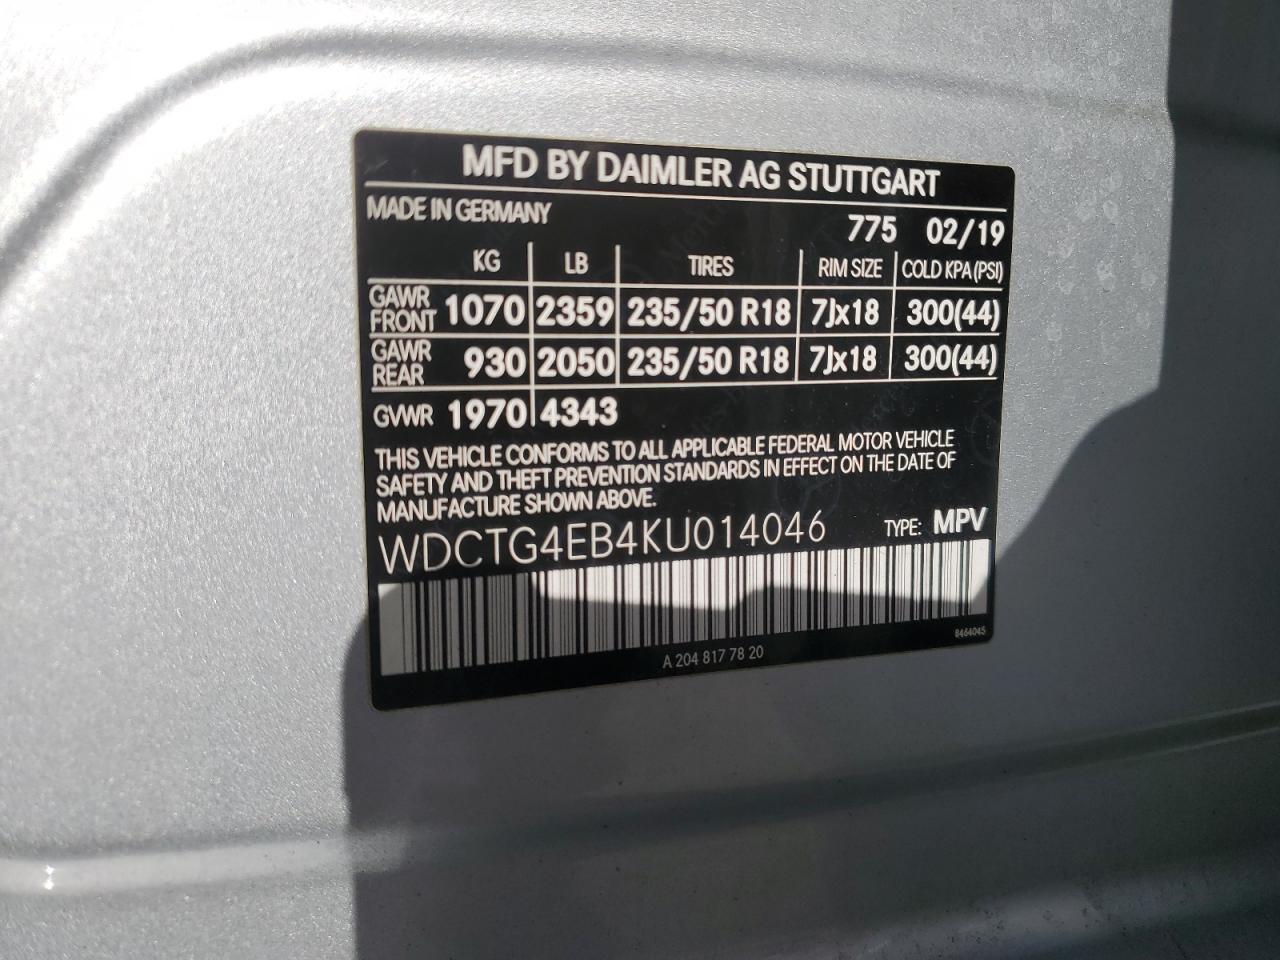 MFD BY DAIMLER AG STUTTGART
MADE IN GERMANY 775 02/19
KG LB TIRES RIM SIZE COLD KPA (PSI)
GAWR FRONT 1070 2359 235/50 R18 7Jx18 300(44)
GAWR REAR 930 2050 235/50 R18 7Jx18 300(44)
GVWR 1970 4343
THIS VEHICLE CONFORMS TO ALL APPLICABLE FEDERAL MOTOR VEHICLE
SAFETY AND THEFT PREVENTION STANDARDS IN EFFECT ON THE DATE OF
MANUFACTURE SHOWN ABOVE.
WDCTG4EB4KU014046 TYPE: MPV
8464045
A 204 817 78 20